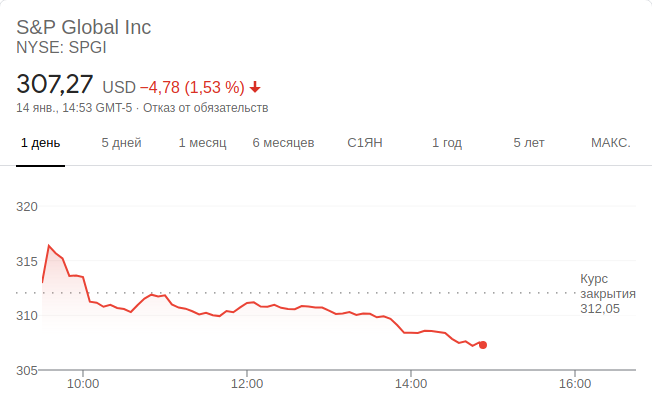 S&P Global Inc
NYSE: SPGI
307,27 USD −4,78 (1,53 %)
14 янв., 14:53 GMT-5 · Отказ от обязательств
1 день 5 дней 1 месяц 6 месяцев С1ЯН 1 год 5 лет МАКС.
320
315
Курс
закрытия
312,05
310
305
10:00 12:00 14:00 16:00